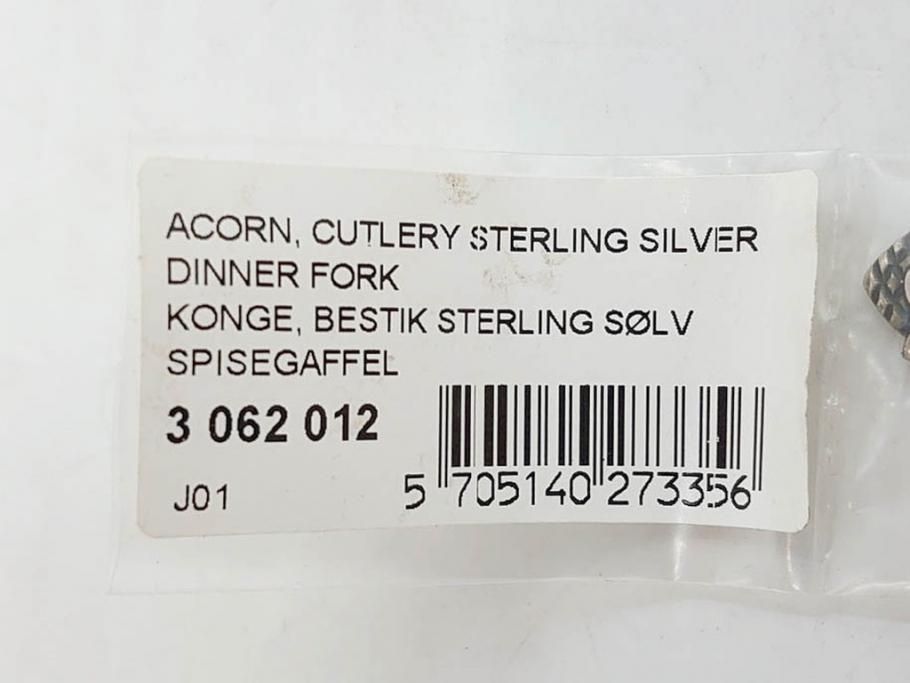 ACORN, CUTLERY STERLING SILVER
DINNER FORK
KONGE, BESTIK STERLING SØLV
SPISEGAFFEL
3 062 012
J01
5 705140 273356